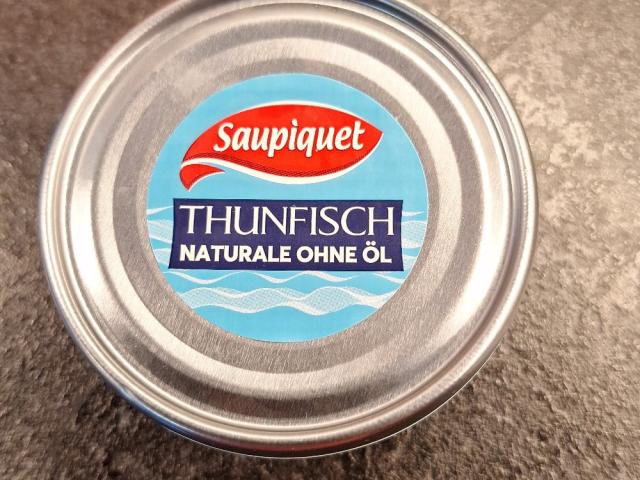 Saupiquet
THUNFISCH
NATURALE OHNE ÖL